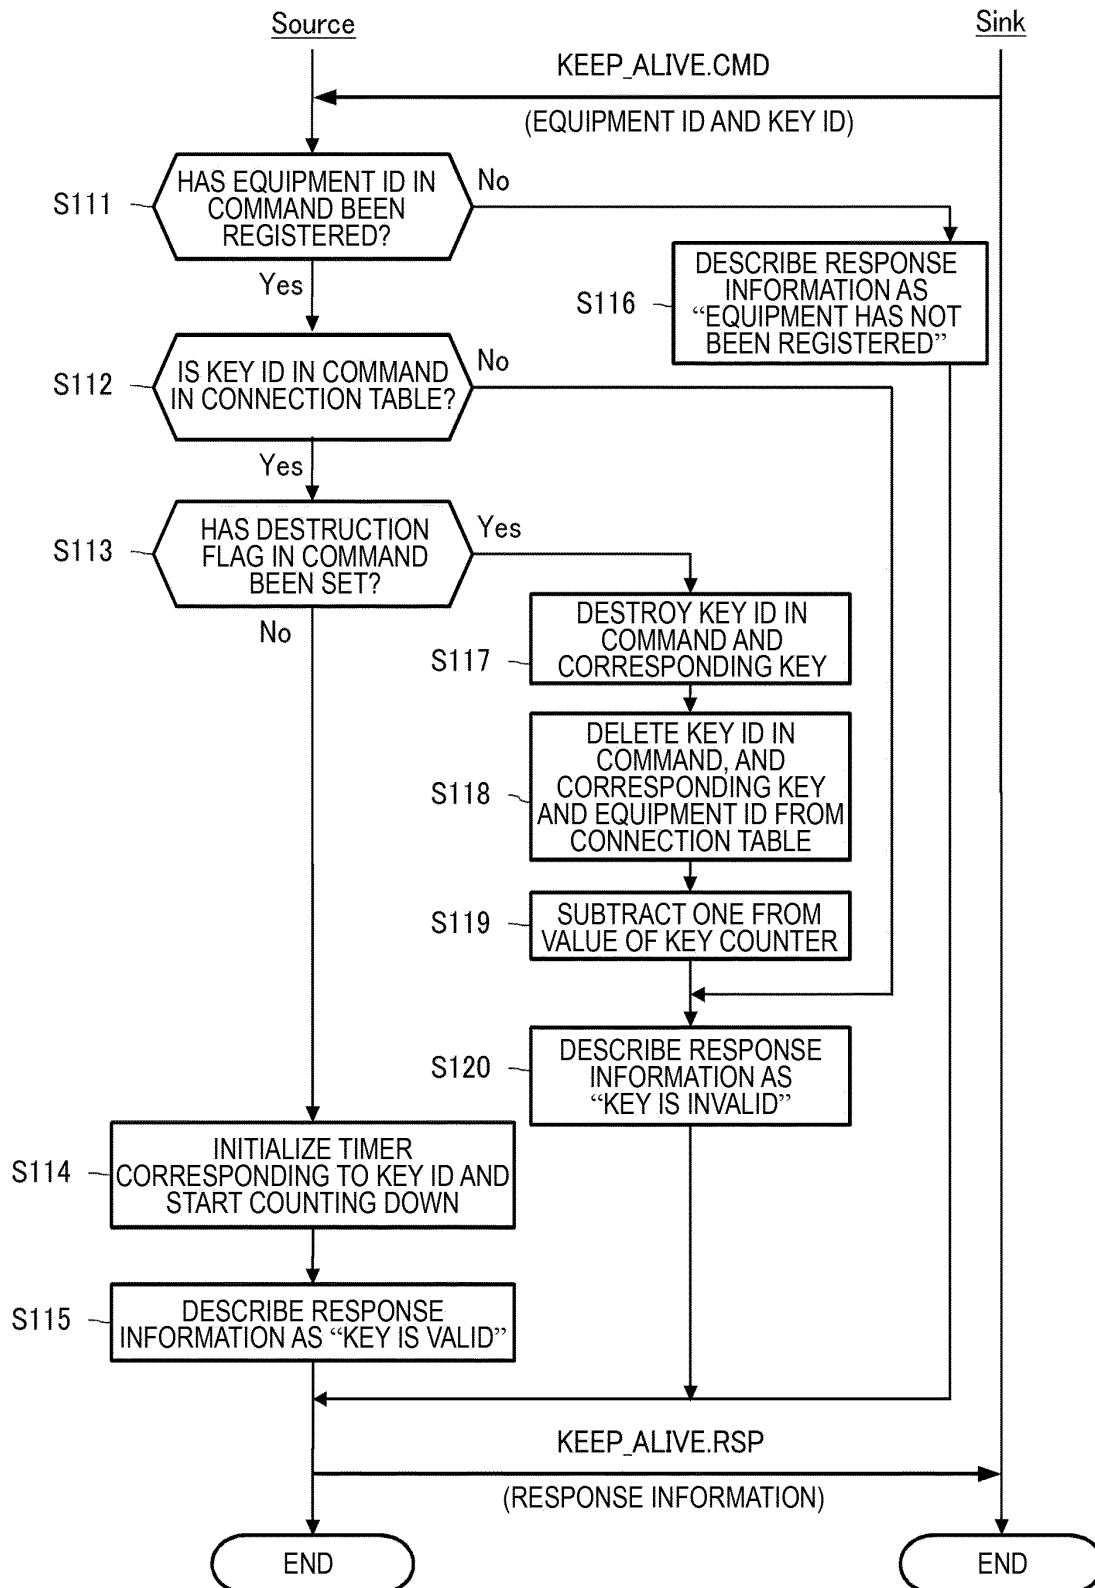 Source
Sink
KEEP_ALIVE.CMD
(EQUIPMENT ID AND KEY ID)
S111
HAS EQUIPMENT ID IN
COMMAND BEEN
REGISTERED?
No
Yes
S116
DESCRIBE RESPONSE
INFORMATION AS
“EQUIPMENT HAS NOT
BEEN REGISTERED”
S112
IS KEY ID IN COMMAND
IN CONNECTION TABLE?
No
Yes
S113
HAS DESTRUCTION
FLAG IN COMMAND
BEEN SET?
Yes
No
S117
DESTROY KEY ID IN
COMMAND AND
CORRESPONDING KEY
S118
DELETE KEY ID IN
COMMAND, AND
CORRESPONDING KEY
AND EQUIPMENT ID FROM
CONNECTION TABLE
S119
SUBTRACT ONE FROM
VALUE OF KEY COUNTER
S120
DESCRIBE RESPONSE
INFORMATION AS
“KEY IS INVALID”
S114
INITIALIZE TIMER
CORRESPONDING TO KEY ID AND
START COUNTING DOWN
S115
DESCRIBE RESPONSE
INFORMATION AS “KEY IS VALID”
KEEP_ALIVE.RSP
(RESPONSE INFORMATION)
END
END